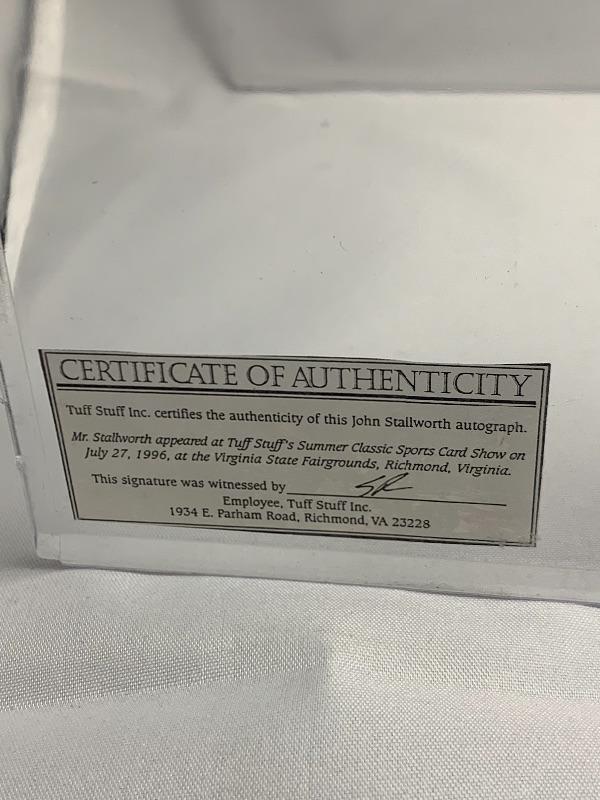 CERTIFICATE OF AUTHENTICITY
Tuff Stuff Inc. certifies the authenticity of this John Stallworth autograph.
Mr. Stallworth appeared at Tuff Stuff's Summer Classic Sports Card Show on
July 27, 1996, at the Virginia State Fairgrounds, Richmond, Virginia.
This signature was witnessed by
Employee, Tuff Stuff Inc.
1934 E. Parham Road, Richmond, VA 23228